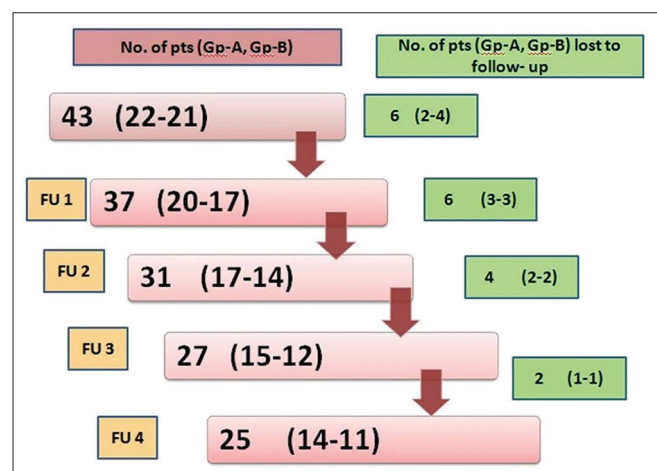 No. of pts (Gp-A, Gp-B)
No. of pts (Gp-A, Gp-B) lost to
follow- up
43 (22-21)
6 (2-4)
FU 1
37 (20-17)
6 (3-3)
FU 2
31 (17-14)
4 (2-2)
FU 3
27 (15-12)
2 (1-1)
FU 4
25 (14-11)